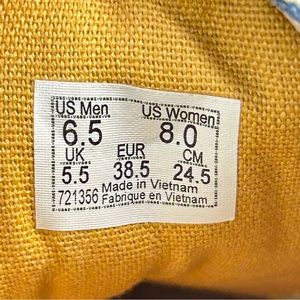 US Men US Women
6.5 8.0
UK EUR CM
5.5 38.5 24.5
721356 Made in Vietnam
Fabrique en Vietnam